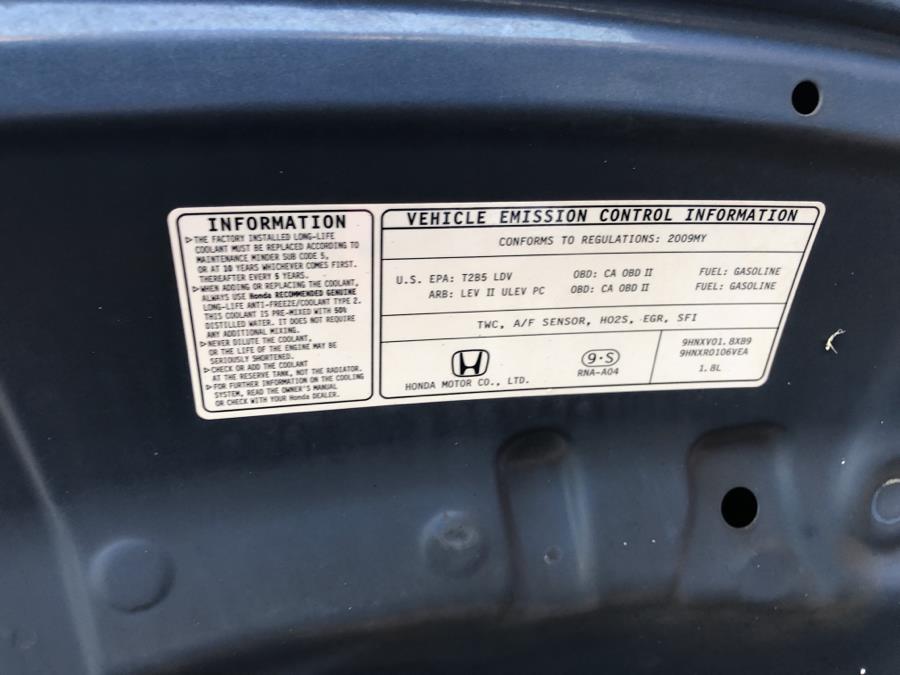 INFORMATION
▷THE FACTORY INSTALLED LONG-LIFE
COOLANT MUST BE REPLACED ACCORDING TO
MAINTENANCE MINDER SUB CODE 5,
OR AT 10 YEARS WHICHEVER COMES FIRST.
THEREAFTER EVERY 5 YEARS.
▷WHEN ADDING OR REPLACING THE COOLANT,
ALWAYS USE Honda RECOMMENDED GENUINE
LONG-LIFE ANTI-FREEZE/COOLANT TYPE 2.
THIS COOLANT IS PRE-MIXED WITH 50%
DISTILLED WATER. IT DOES NOT REQUIRE
ANY ADDITIONAL MIXING.
▷NEVER DILUTE THE COOLANT,
OR THE LIFE OF THE ENGINE MAY BE
SERIOUSLY SHORTENED.
▷CHECK OR ADD THE COOLANT
AT THE RESERVE TANK, NOT THE RADIATOR.
▷FOR FURTHER INFORMATION ON THE COOLING
SYSTEM, READ THE OWNER'S MANUAL
OR CHECK WITH YOUR Honda DEALER.
VEHICLE EMISSION CONTROL INFORMATION
CONFORMS TO REGULATIONS: 2009MY
U.S. EPA: T2B5 LDV OBD: CA OBD II FUEL: GASOLINE
ARB: LEV II ULEV PC OBD: CA OBD II FUEL: GASOLINE
TWC, A/F SENSOR, HO2S, EGR, SFI
HONDA MOTOR CO., LTD.
9·S
RNA-A04
9HNXV01.8XB9
9HNXR0106VEA
1.8L